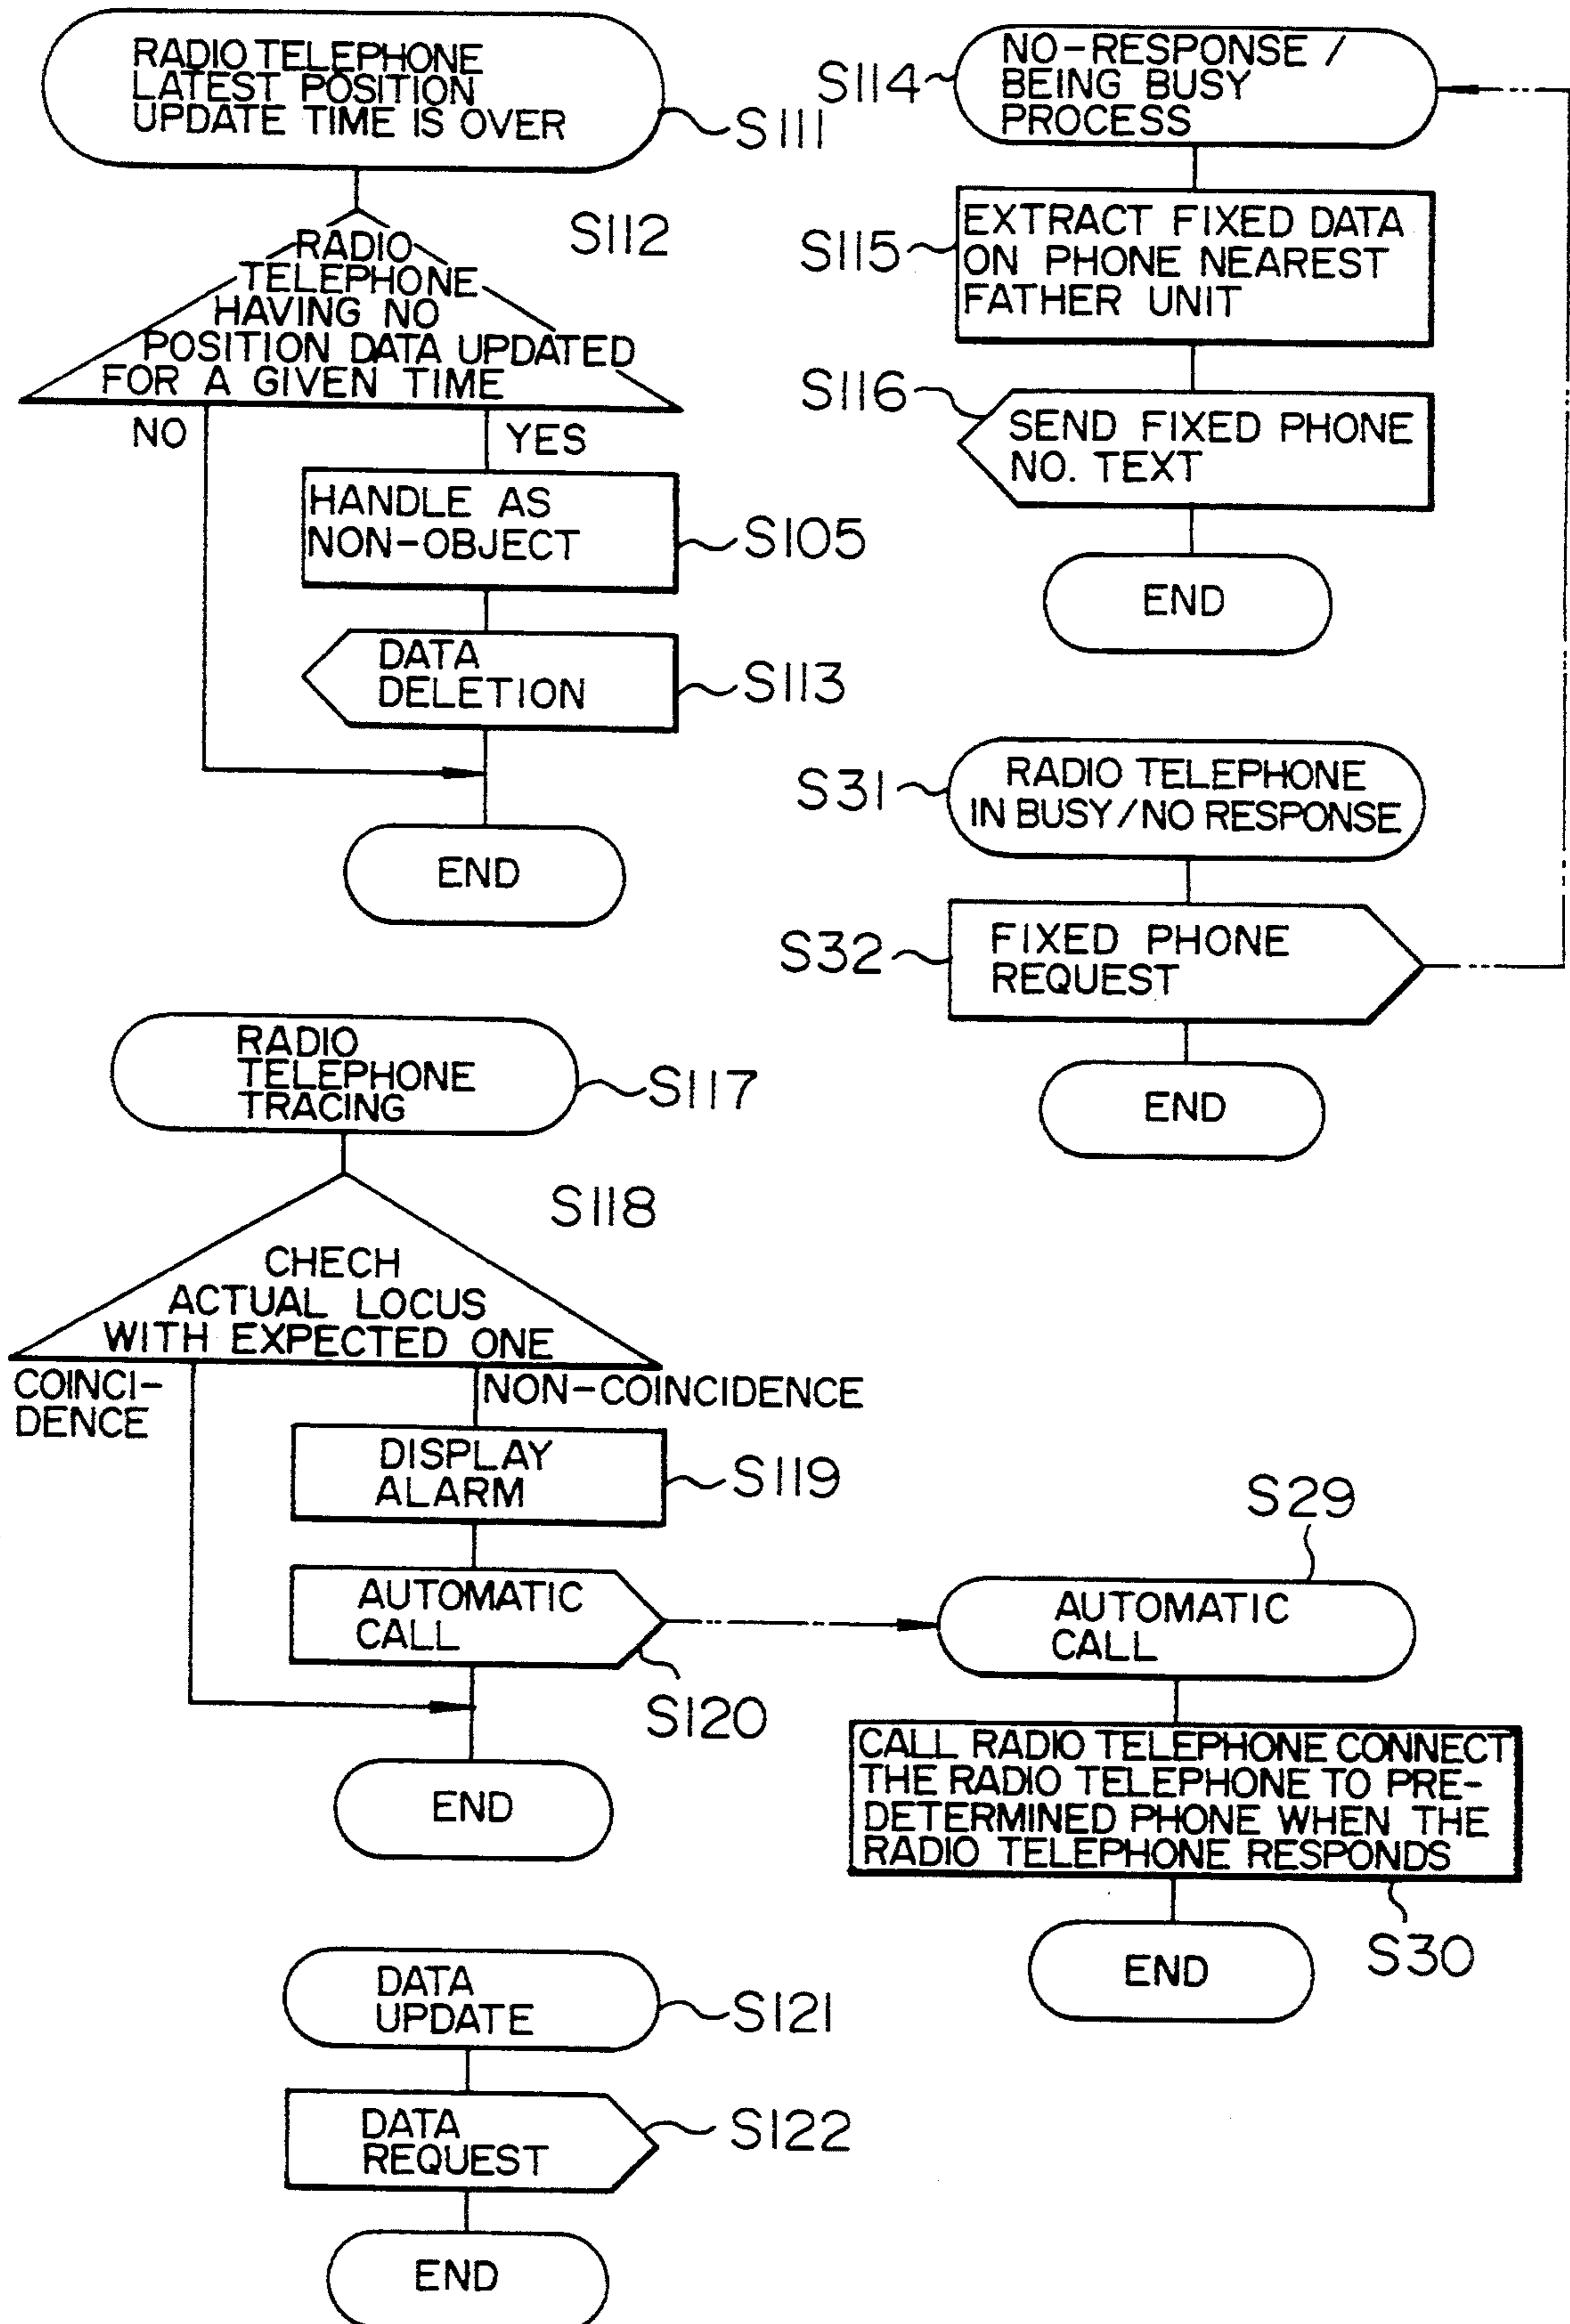 RADIO TELEPHONE
LATEST POSITION
UPDATE TIME IS OVER
S111
RADIO
TELEPHONE
HAVING NO
POSITION DATA UPDATED
FOR A GIVEN TIME
S112
NO
YES
HANDLE AS
NON-OBJECT
S105
DATA
DELETION
S113
END
S114
NO-RESPONSE /
BEING BUSY
PROCESS
S115
EXTRACT FIXED DATA
ON PHONE NEAREST
FATHER UNIT
S116
SEND FIXED PHONE
NO. TEXT
END
S31
RADIO TELEPHONE
IN BUSY/NO RESPONSE
S32
FIXED PHONE
REQUEST
END
RADIO
TELEPHONE
TRACING
S117
S118
CHECH
ACTUAL LOCUS
WITH EXPECTED ONE
COINCI-
DENCE
NON-COINCIDENCE
DISPLAY
ALARM
S119
AUTOMATIC
CALL
S120
END
S29
AUTOMATIC
CALL
CALL RADIO TELEPHONE CONNECT
THE RADIO TELEPHONE TO PRE-
DETERMINED PHONE WHEN THE
RADIO TELEPHONE RESPONDS
S30
END
DATA
UPDATE
S121
DATA
REQUEST
S122
END